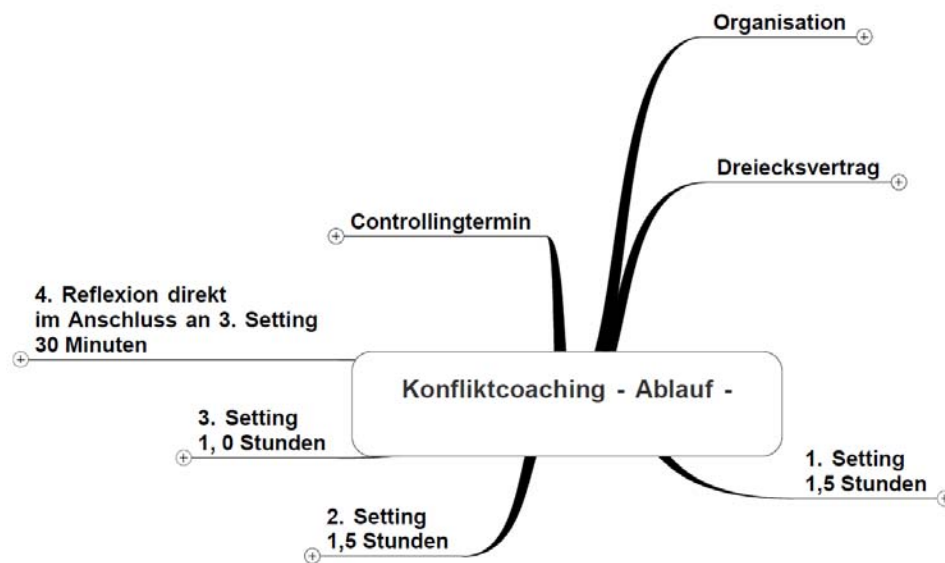 Organisation
Dreiecksvertrag
Controllingtermin
4. Reflexion direkt
im Anschluss an 3. Setting
30 Minuten
Konfliktcoaching - Ablauf -
3. Setting
1, 0 Stunden
1. Setting
1,5 Stunden
2. Setting
1,5 Stunden